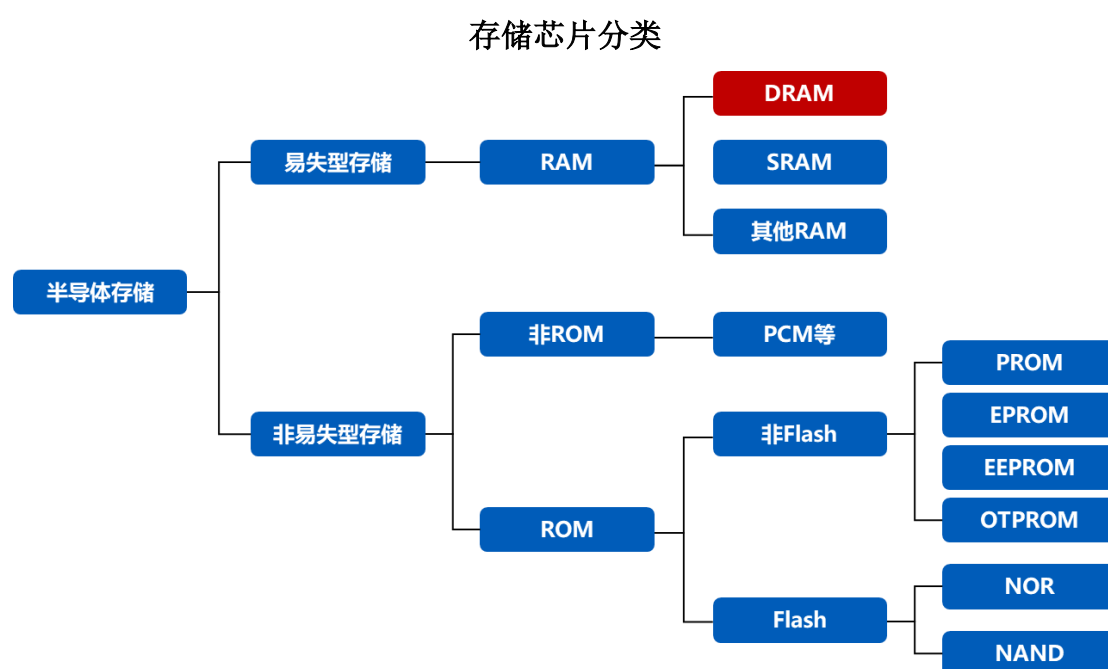 存储芯片分类
DRAM
易失型存储
RAM
SRAM
其他RAM
半导体存储
非ROM
PCM等
PROM
非易失型存储
非Flash
EPROM
EEPROM
ROM
OTPROM
NOR
Flash
NAND